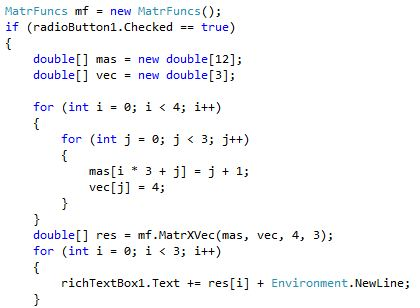 MatrFuncs mf = new MatrFuncs();
if (radioButton1.Checked == true)
{
    double[] mas = new double[12];
    double[] vec = new double[3];

    for (int i = 0; i < 4; i++)
    {
        for (int j = 0; j < 3; j++)
        {
            mas[i * 3 + j] = j + 1;
            vec[j] = 4;
        }
    }
    double[] res = mf.MatrXVec(mas, vec, 4, 3);
    for (int i = 0; i < 3; i++)
    {
        richTextBox1.Text += res[i] + Environment.NewLine;
    }